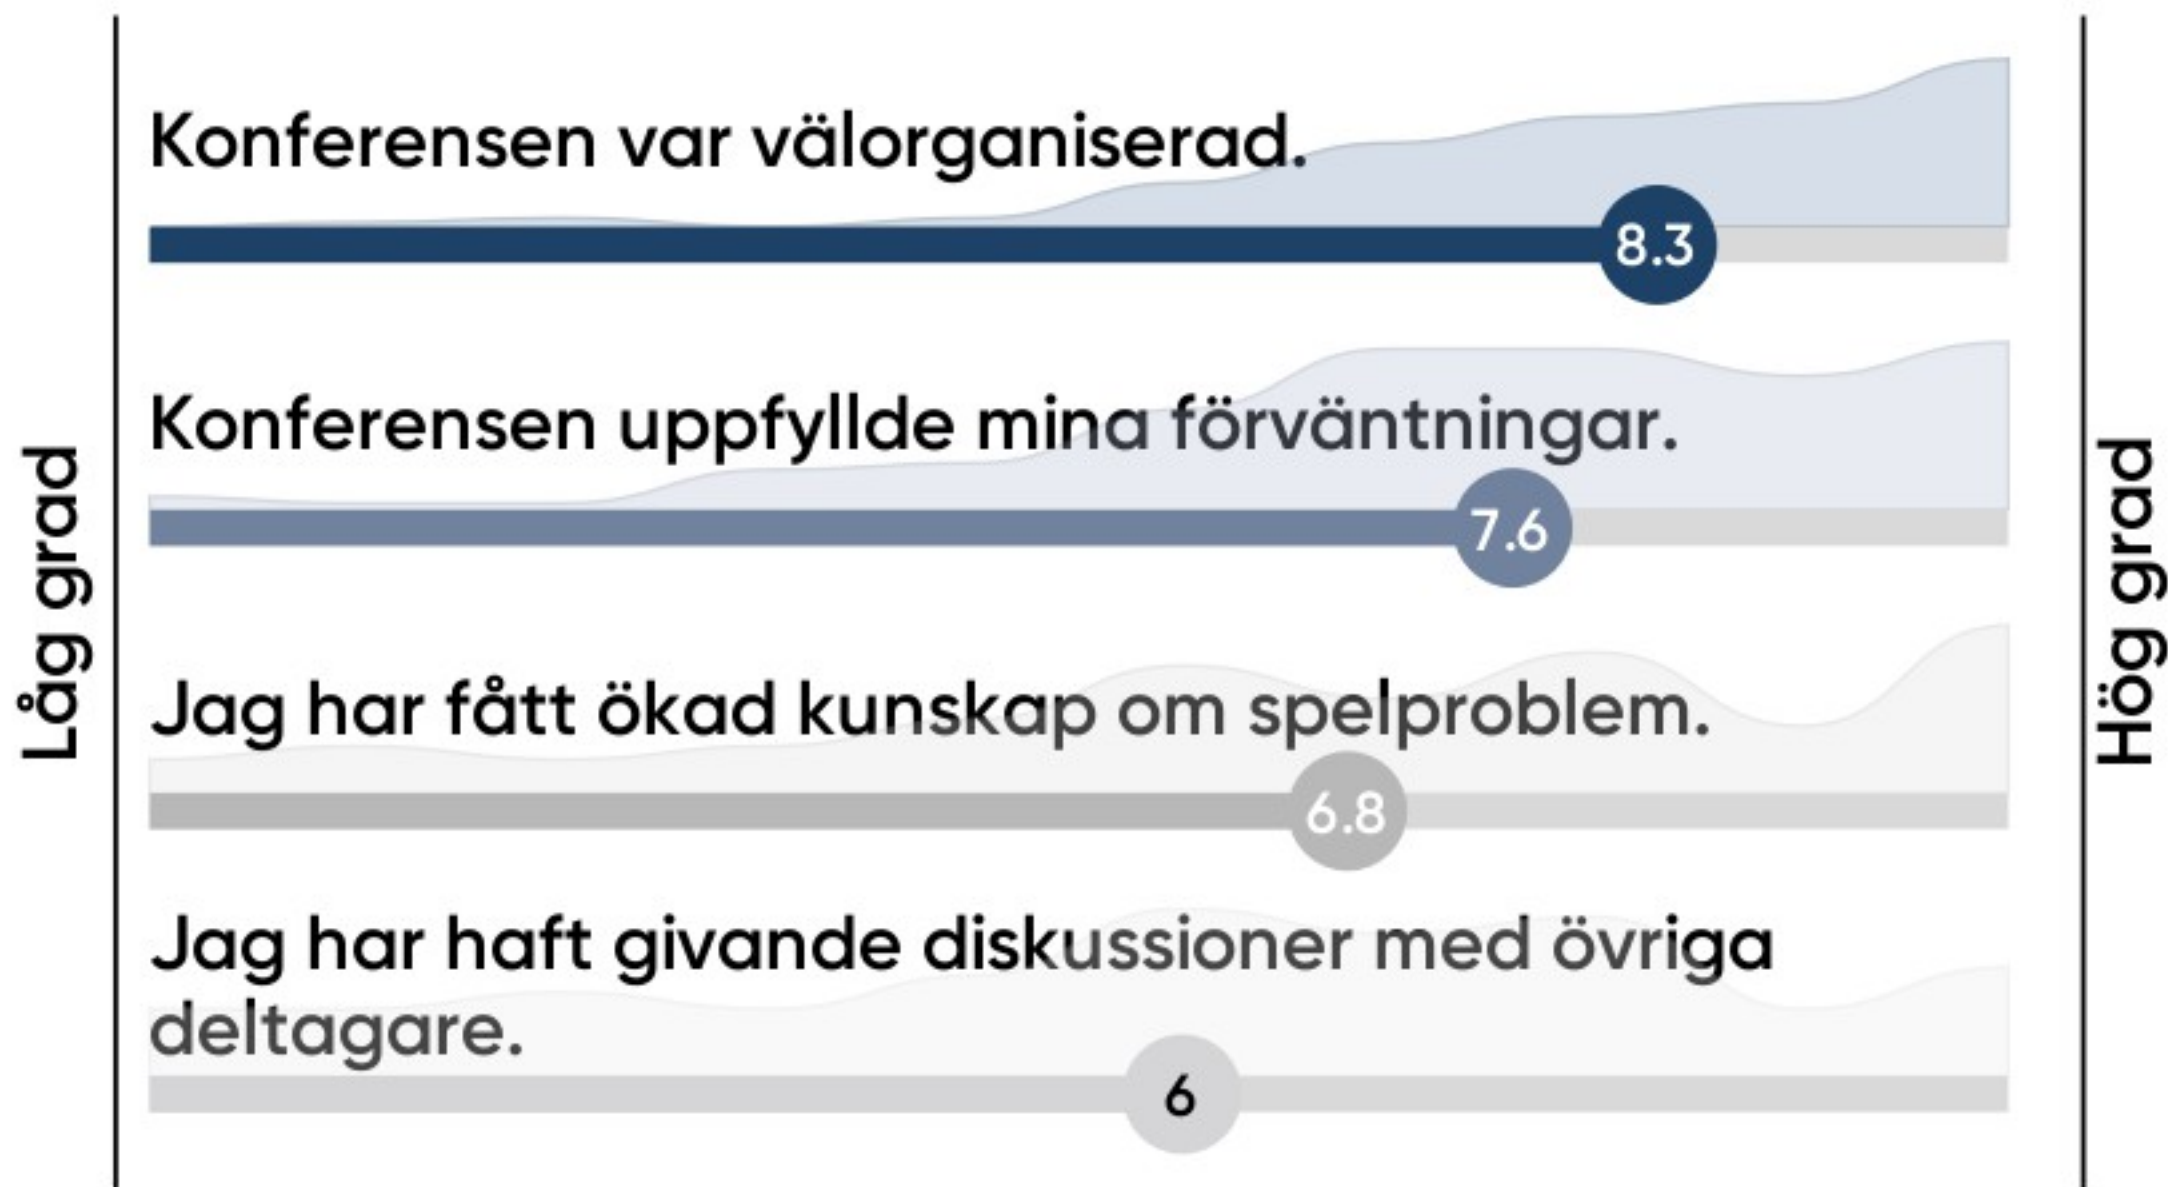 Låg grad
Konferensen var välorganiserad.
8.3
Konferensen uppfyllde mina förväntningar.
7.6
Jag har fått ökad kunskap om spelproblem.
6.8
Jag har haft givande diskussioner med övriga
deltagare.
6
Hög grad